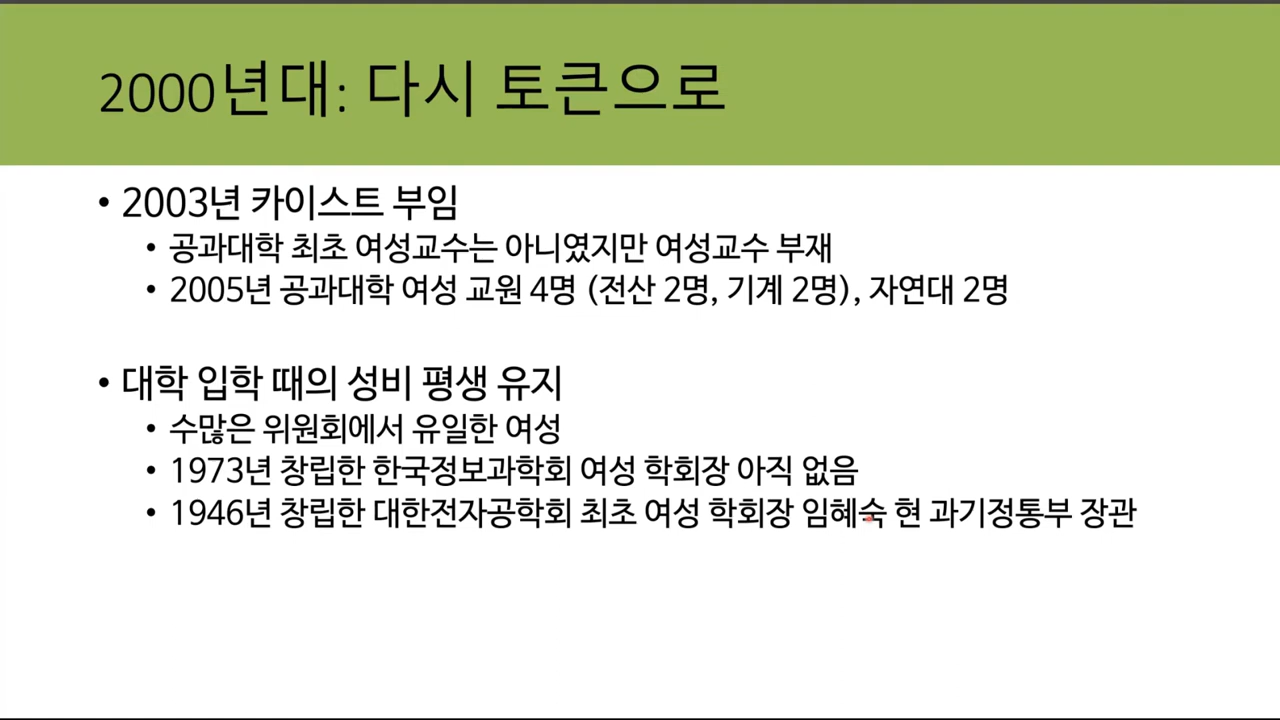 2000년대: 다시 토큰으로
• 2003년 카이스트 부임
• 공과대학 최초 여성교수는 아니였지만 여성교수 부재
• 2005년 공과대학 여성 교원 4명 (전산 2명, 기계 2명), 자연대 2명
• 대학 입학 때의 성비 평생 유지
• 수많은 위원회에서 유일한 여성
• 1973년 창립한 한국정보과학회 여성 학회장 아직 없음
• 1946년 창립한 대한전자공학회 최초 여성 학회장 임혜숙 현 과기정통부 장관